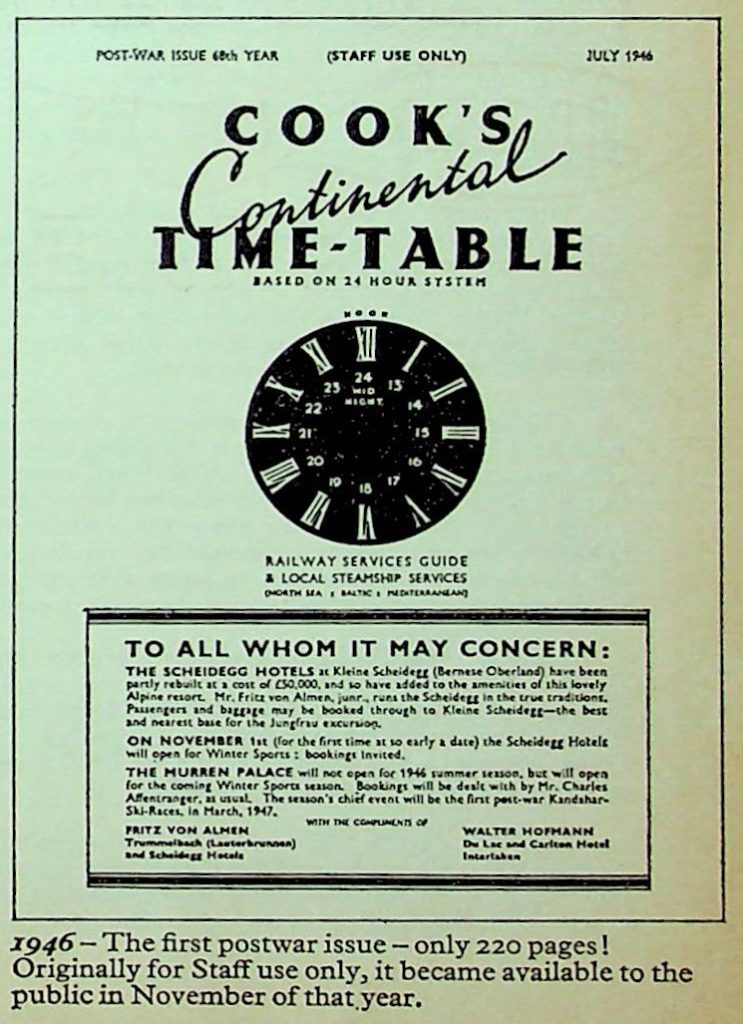 POST-WAR ISSUE 68th YEAR (STAFF USE ONLY) JULY 1946
COOK'S
Continental
TIME-TABLE
BASED ON 24 HOUR SYSTEM
NOON
XII I II III IIII V VI VII VIII IX X XI
24 13 14 15 16 17 18 19 20 21 22 23
MID
NIGHT
RAILWAY SERVICES GUIDE
& LOCAL STEAMSHIP SERVICES
(NORTH SEA : BALTIC : MEDITERRANEAN)
TO ALL WHOM IT MAY CONCERN:
THE SCHEIDEGG HOTELS at Kleine Scheidegg (Bernese Oberland) have been
partly rebuilt at a cost of £50,000, and so have added to the amenities of this lovely
Alpine resort. Mr. Fritz von Almen, junr., runs the Scheidegg in the true traditions.
Passengers and baggage may be booked through to Kleine Scheidegg—the best
and nearest base for the Jungfrau excursion.
ON NOVEMBER 1st (for the first time at so early a date) the Scheidegg Hotels
will open for Winter Sports : bookings invited.
THE MURREN PALACE will not open for 1946 summer season, but will open
for the coming Winter Sports season. Bookings will be dealt with by Mr. Charles
Affentranger, as usual. The season's chief event will be the first post-war Kandahar-
Ski-Races, in March, 1947.
WITH THE COMPLIMENTS OF
FRITZ VON ALMEN WALTER HOFMANN
Trummelbach (Lauterbrunnen) Du Lac and Carlton Hotel
and Scheidegg Hotels Interlaken
1946 – The first postwar issue – only 220 pages!
Originally for Staff use only, it became available to the
public in November of that year.